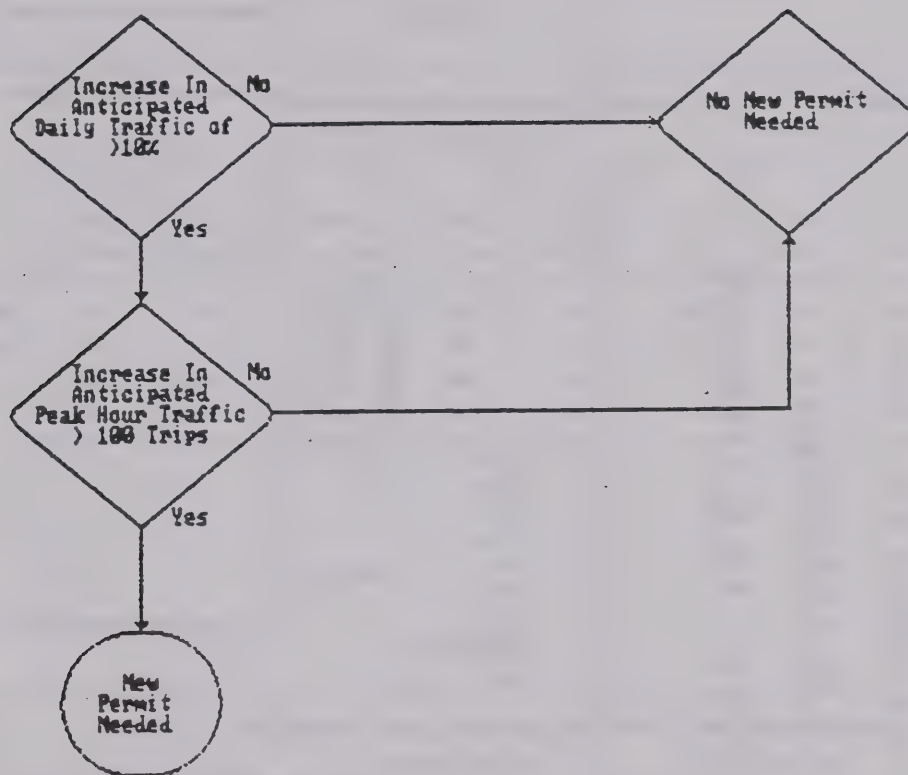 Increase In
Anticipated
Daily Traffic of
>10%
No
No New Permit
Needed
Yes
Increase In
Anticipated
Peak Hour Traffic
> 100 Trips
No
Yes
New
Permit
Needed